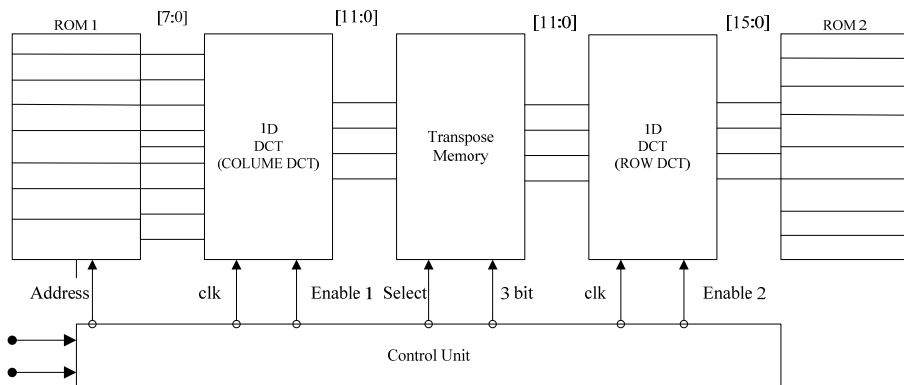 ROM 1
[7:0]
[11:0]
[11:0]
[15:0]
ROM 2
1D
DCT
(COLUME DCT)
Transpose
Memory
1D
DCT
(ROW DCT)
Address
clk
Enable 1
Select
3 bit
clk
Enable 2
Control Unit